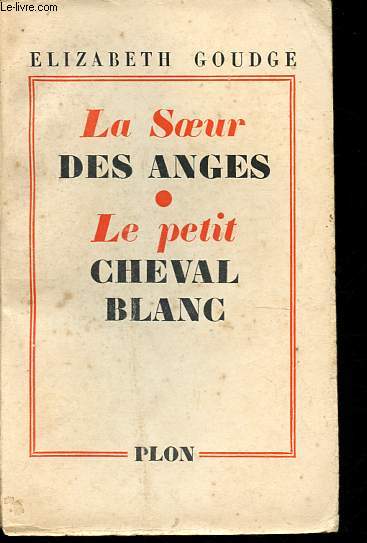 Le-livre.com
ELIZABETH GOUDGE
La Sœur
DES ANGES
Le petit
CHEVAL
BLANC
PLON